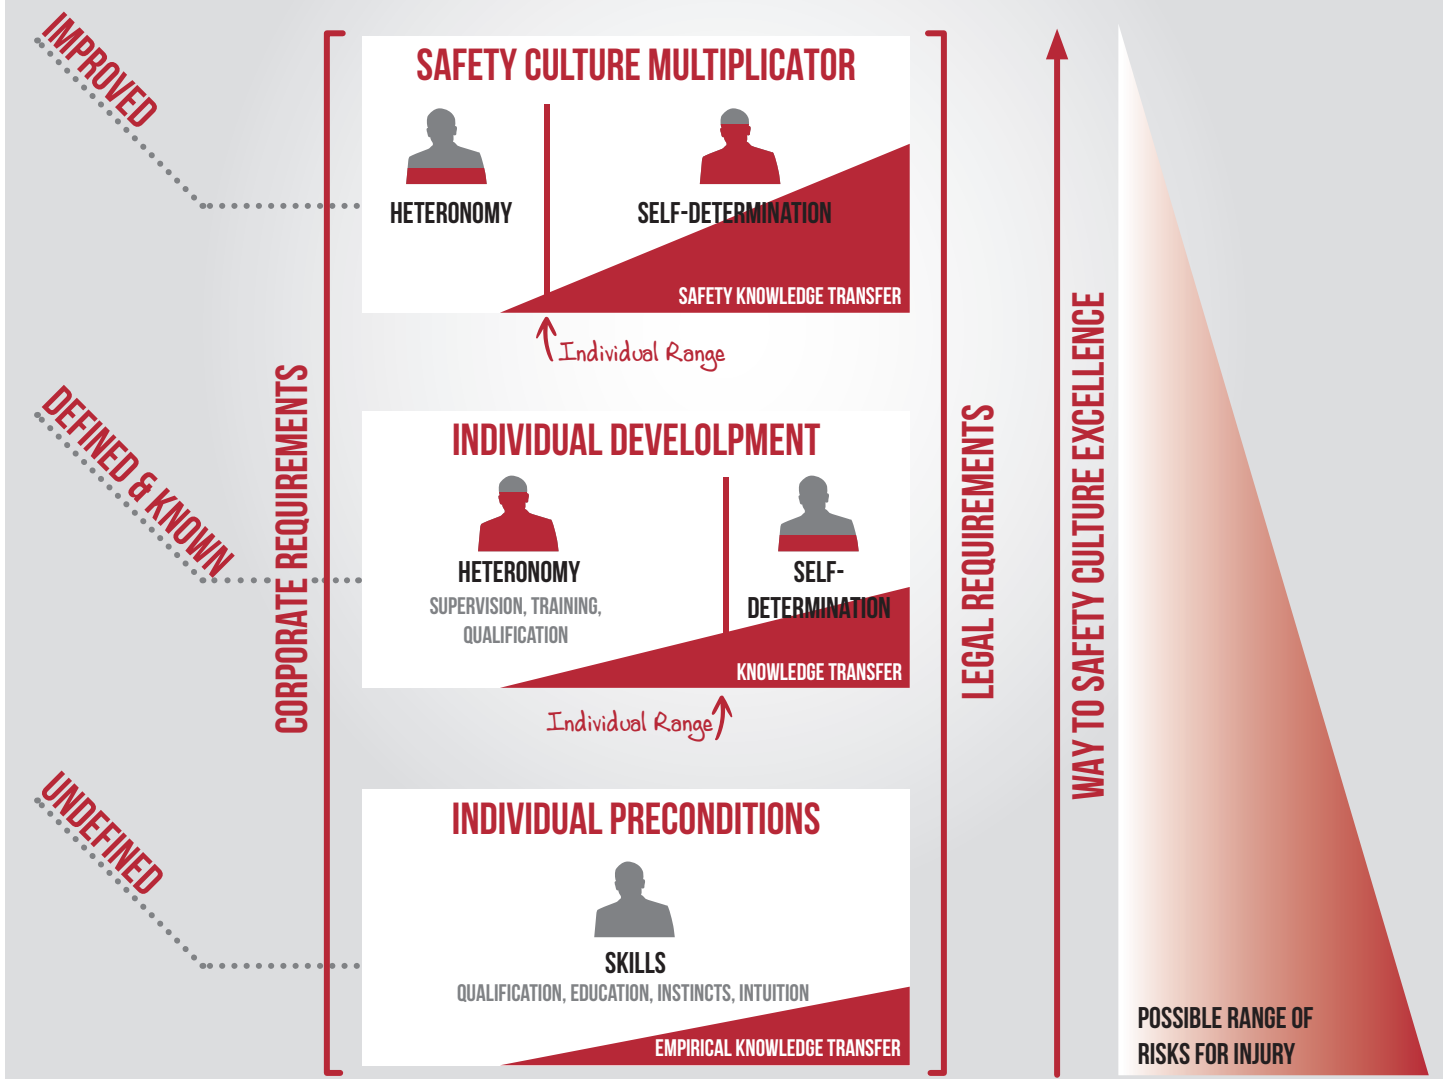 IMPROVED
SAFETY CULTURE MULTIPLICATOR
HETERONOMY
SELF-DETERMINATION
SAFETY KNOWLEDGE TRANSFER
Individual Range
DEFINED & KNOWN
CORPORATE REQUIREMENTS
INDIVIDUAL DEVELOLPMENT
HETERONOMY
SUPERVISION, TRAINING,
QUALIFICATION
SELF-
DETERMINATION
KNOWLEDGE TRANSFER
Individual Range
LEGAL REQUIREMENTS
WAY TO SAFETY CULTURE EXCELLENCE
UNDEFINED
INDIVIDUAL PRECONDITIONS
SKILLS
QUALIFICATION, EDUCATION, INSTINCTS, INTUITION
EMPIRICAL KNOWLEDGE TRANSFER
POSSIBLE RANGE OF
RISKS FOR INJURY